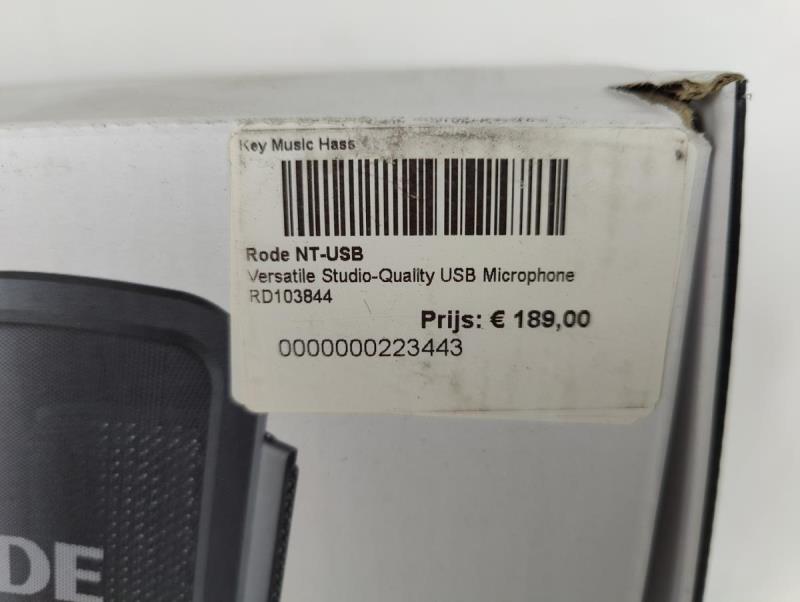 Key Music Hass
Rode NT-USB
Versatile Studio-Quality USB Microphone
RD103844
Prijs: € 189,00
0000000223443
DE